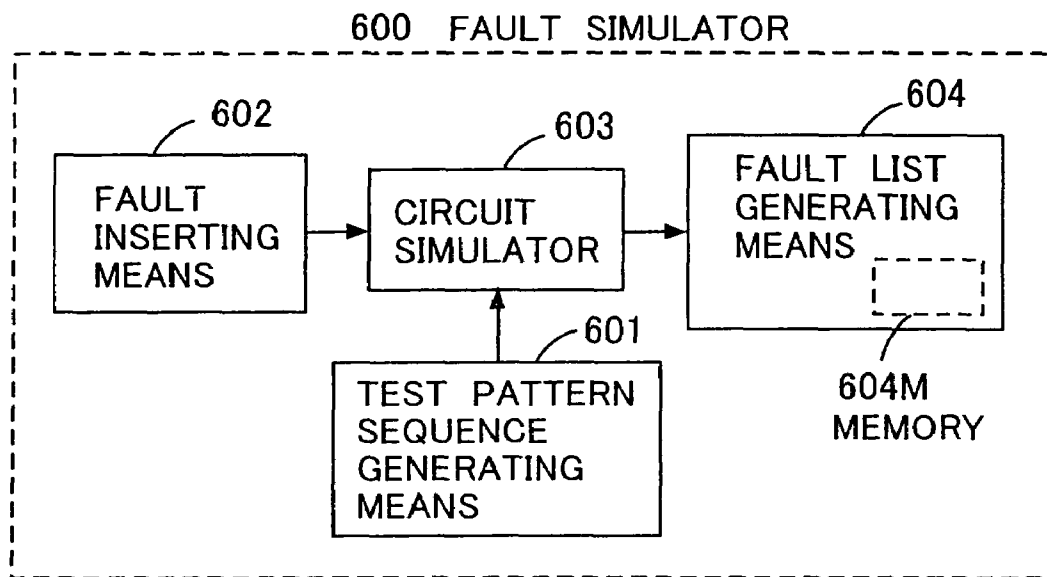 600 FAULT SIMULATOR
602
FAULT
INSERTING
MEANS
603
CIRCUIT
SIMULATOR
604
FAULT LIST
GENERATING
MEANS
604M
MEMORY
601
TEST PATTERN
SEQUENCE
GENERATING
MEANS